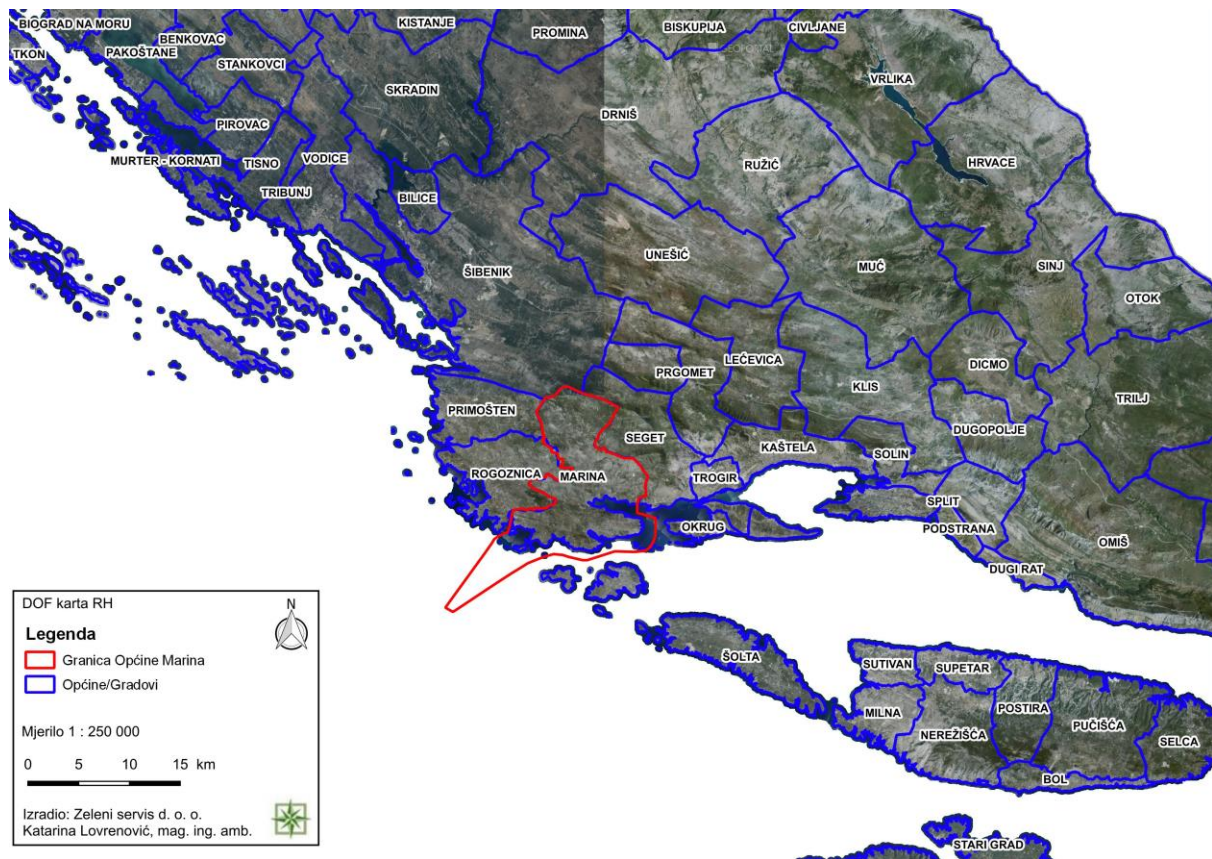 BIOGRAD NA MORU
KISTANJE
PROMINA
BISKUPIJA
CIVLJANE
TKON
PAKOŠTANE
BENKOVAC
STANKOVCI
SKRADIN
VRLIKA
DRNIŠ
PIROVAC
MURTER - KORNATI
TISNO
VODICE
RUŽIĆ
HRVACE
TRIBUNJ
BILICE
UNEŠIĆ
ŠIBENIK
MUĆ
SINJ
OTOK
LEĆEVICA
PRGOMET
KLIS
DICMO
TRILJ
PRIMOŠTEN
SEGET
DUGOPOLJE
KAŠTELA
SOLIN
ROGOZNICA
MARINA
TROGIR
SPLIT
OKRUG
PODSTRANA
OMIŠ
DUGI RAT
ŠOLTA
SUTIVAN
SUPETAR
MILNA
POSTIRA
PUČIŠĆA
NEREŽIŠĆA
SELCA
BOL
STARI GRAD
DOF karta RH
N
Legenda
Granica Općine Marina
Općine/Gradovi
Mjerilo 1 : 250 000
0 5 10 15 km
Izradio: Zeleni servis d. o. o.
Katarina Lovrenović, mag. ing. amb.